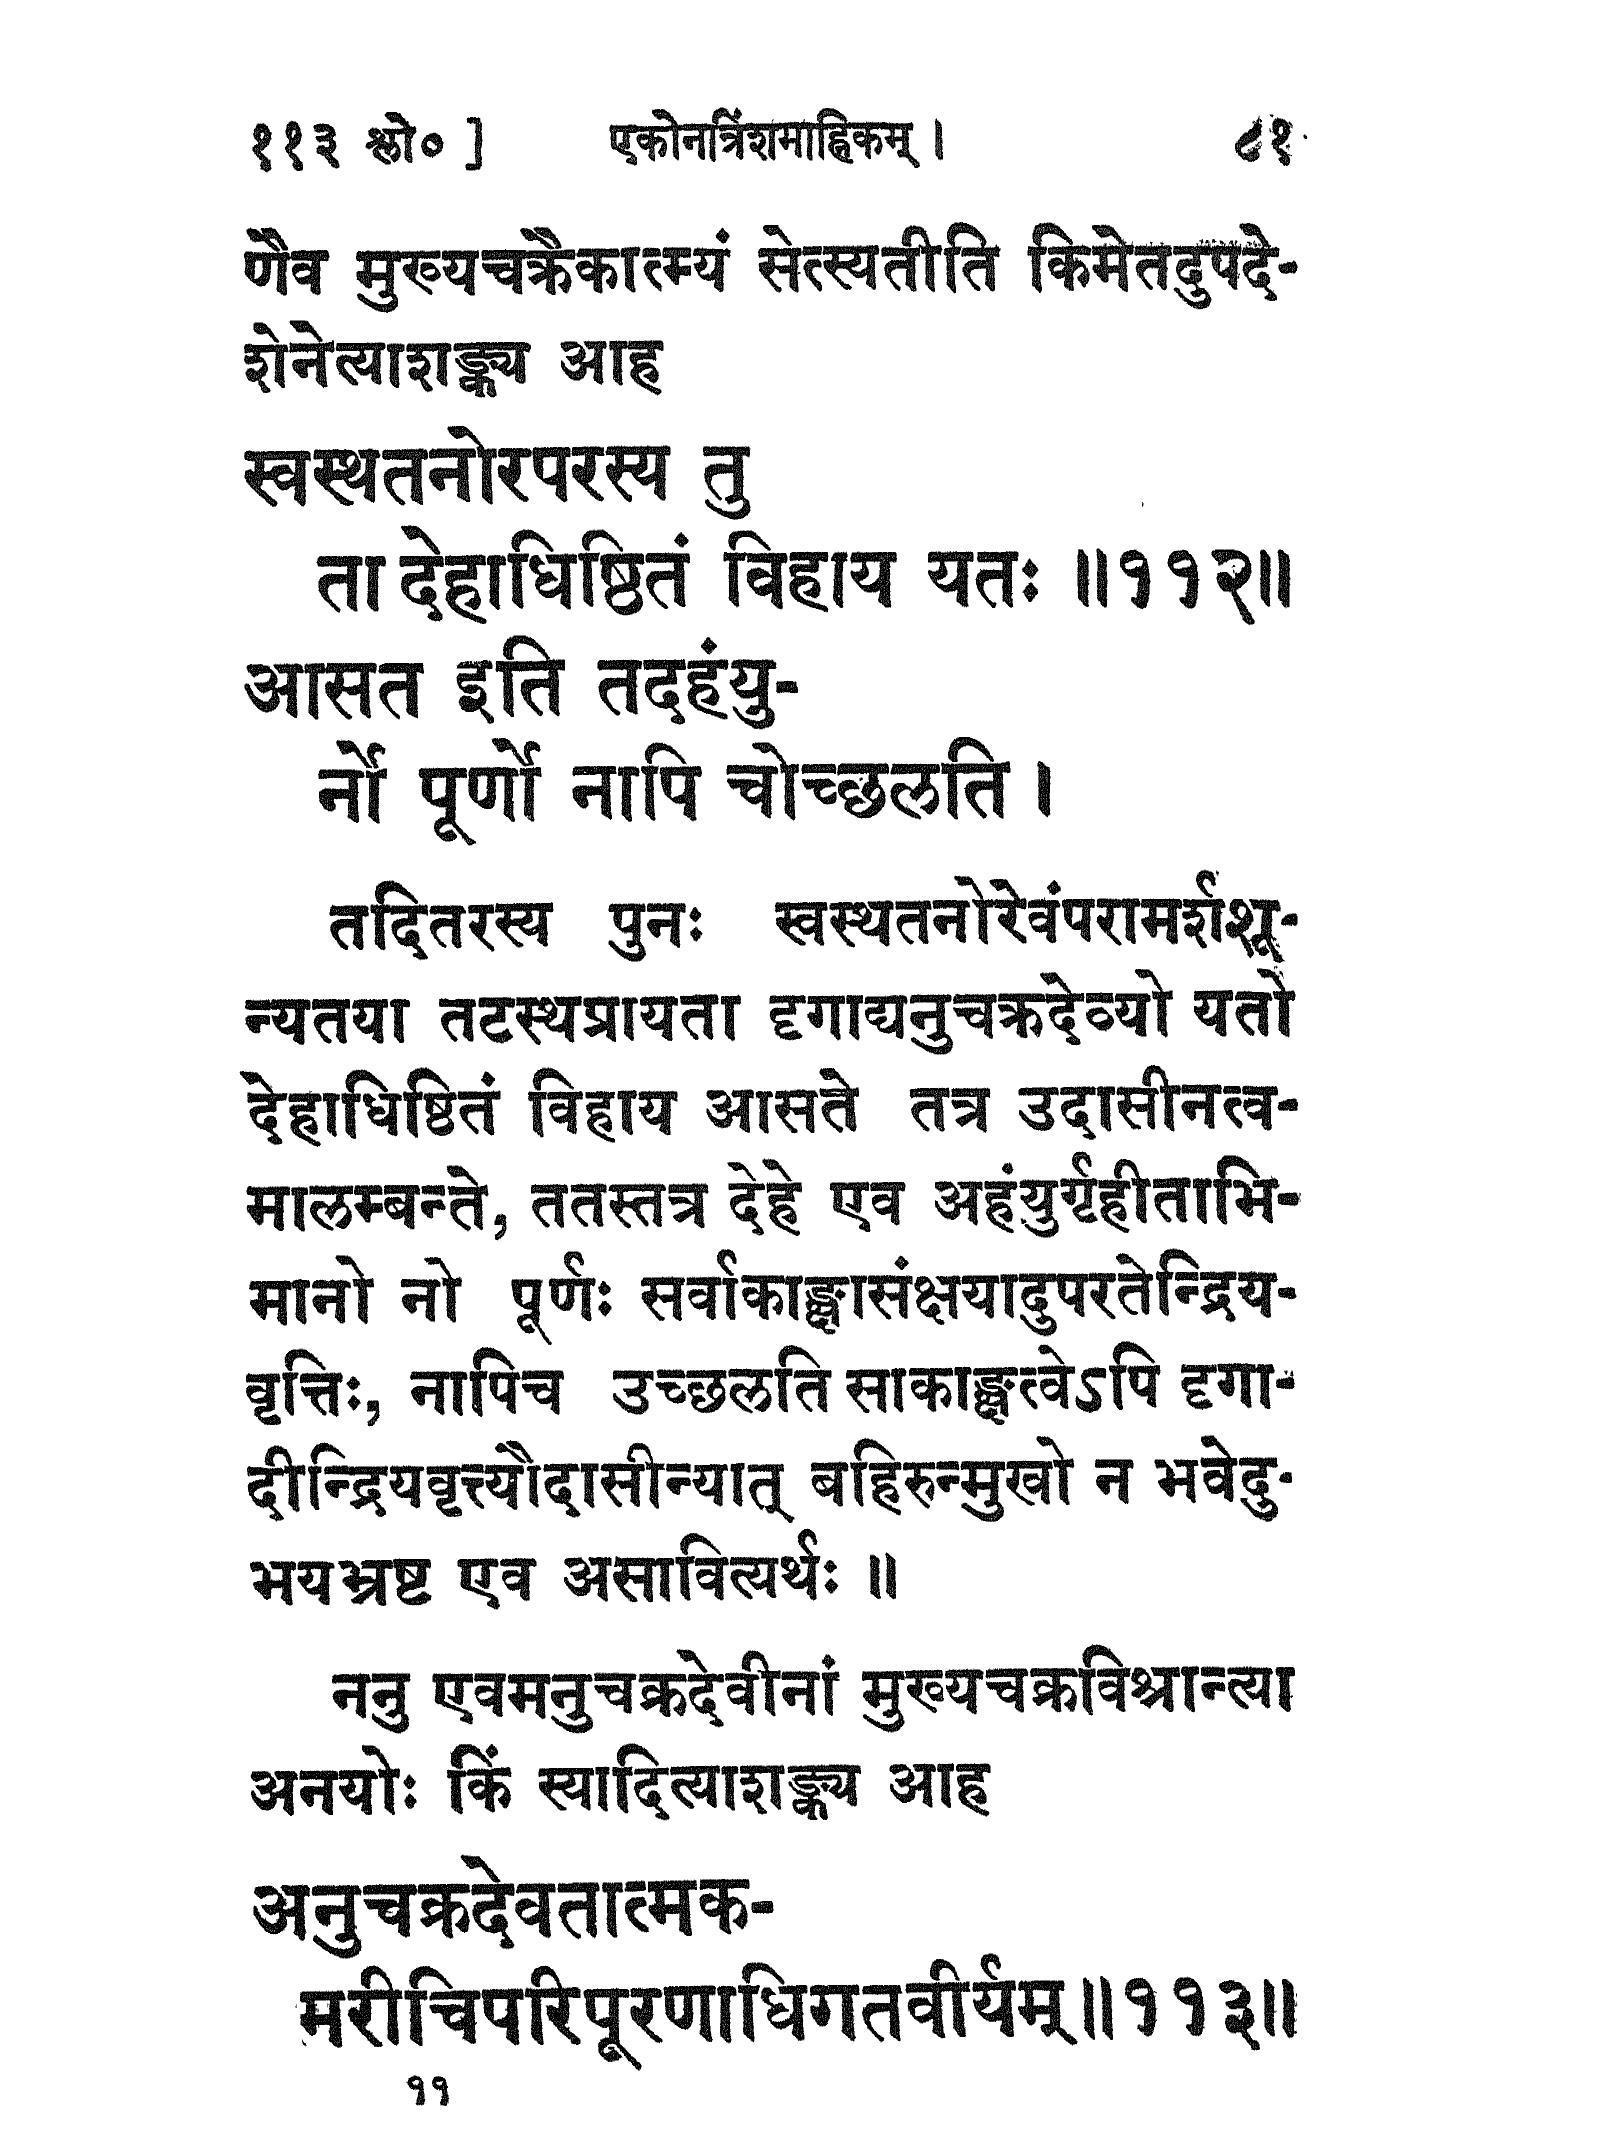 ११३ श्लो० ] एकोनत्रिंशमाह्निकम् । ८१
णैव मुख्यचक्रैकात्म्यं सेत्स्यतीति किमेतदुपदे-
शेनेत्याशङ्क्य आह
स्वस्थतनोरपरस्य तु
ता देहाधिष्ठितं विहाय यतः ॥११२॥
आसत इति तदहंयु-
र्नो पूर्णो नापि चोच्छलति ।
तदितरस्य पुनः स्वस्थतनोरेवंपरामर्शशू-
न्यतया तटस्थप्रायता दृगाद्यनुचक्रदेव्यो यतो
देहाधिष्ठितं विहाय आसते तत्र उदासीनत्व-
मालम्बन्ते, ततस्तत्र देहे एव अहंयुर्गृहीताभि-
मानो नो पूर्णः सर्वाकाङ्क्षासंक्षयादुपरतेन्द्रिय-
वृत्तिः, नापिच उच्छलति साकाङ्क्षत्वेऽपि दृगा-
दीन्द्रियवृत्त्यौदासीन्यात् बहिरुन्मुखो न भवेदु-
भयभ्रष्ट एव असावित्यर्थः ॥
ननु एवमनुचक्रदेवीनां मुख्यचक्रविश्रान्त्या
अनयोः किं स्यादित्याशङ्क्य आह
अनुचक्रदेवतात्मक-
मरीचिपरिपूरणाधिगतवीर्यम्॥११३॥
११